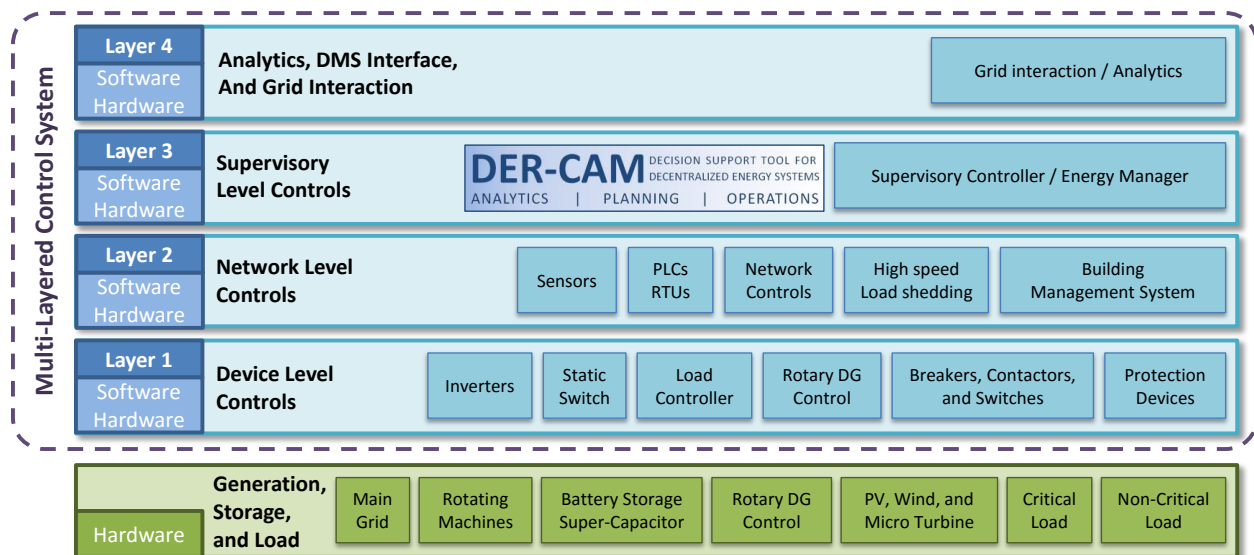 Multi-Layered Control System
Layer 4
Software
Hardware
Analytics, DMS Interface,
And Grid Interaction
Grid interaction / Analytics
Layer 3
Software
Hardware
Supervisory
Level Controls
DER-CAM
DECISION SUPPORT TOOL FOR
DECENTRALIZED ENERGY SYSTEMS
ANALYTICS | PLANNING | OPERATIONS
Supervisory Controller / Energy Manager
Layer 2
Software
Hardware
Network Level
Controls
Sensors
PLCs
RTUs
Network
Controls
High speed
Load shedding
Building
Management System
Layer 1
Software
Hardware
Device Level
Controls
Inverters
Static
Switch
Load
Controller
Rotary DG
Control
Breakers, Contactors,
and Switches
Protection
Devices
Hardware
Generation,
Storage,
and Load
Main
Grid
Rotating
Machines
Battery Storage
Super-Capacitor
Rotary DG
Control
PV, Wind, and
Micro Turbine
Critical
Load
Non-Critical
Load